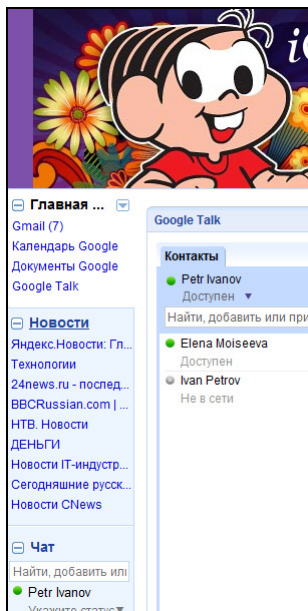 i
Главная ...
Gmail (7)
Календарь Google
Документы Google
Google Talk
Новости
Яндекс.Новости: Гл...
Технологии
24news.ru - послед...
BBCRussian.com | ...
НТВ. Новости
ДЕНЬГИ
Новости IT-индустр...
Сегодняшние русск...
Новости CNews
Чат
Найти, добавить или
Petr Ivanov
Укажите статус
Google Talk
Контакты
Petr Ivanov
Доступен
Найти, добавить или при
Elena Moiseeva
Доступен
Ivan Petrov
Не в сети